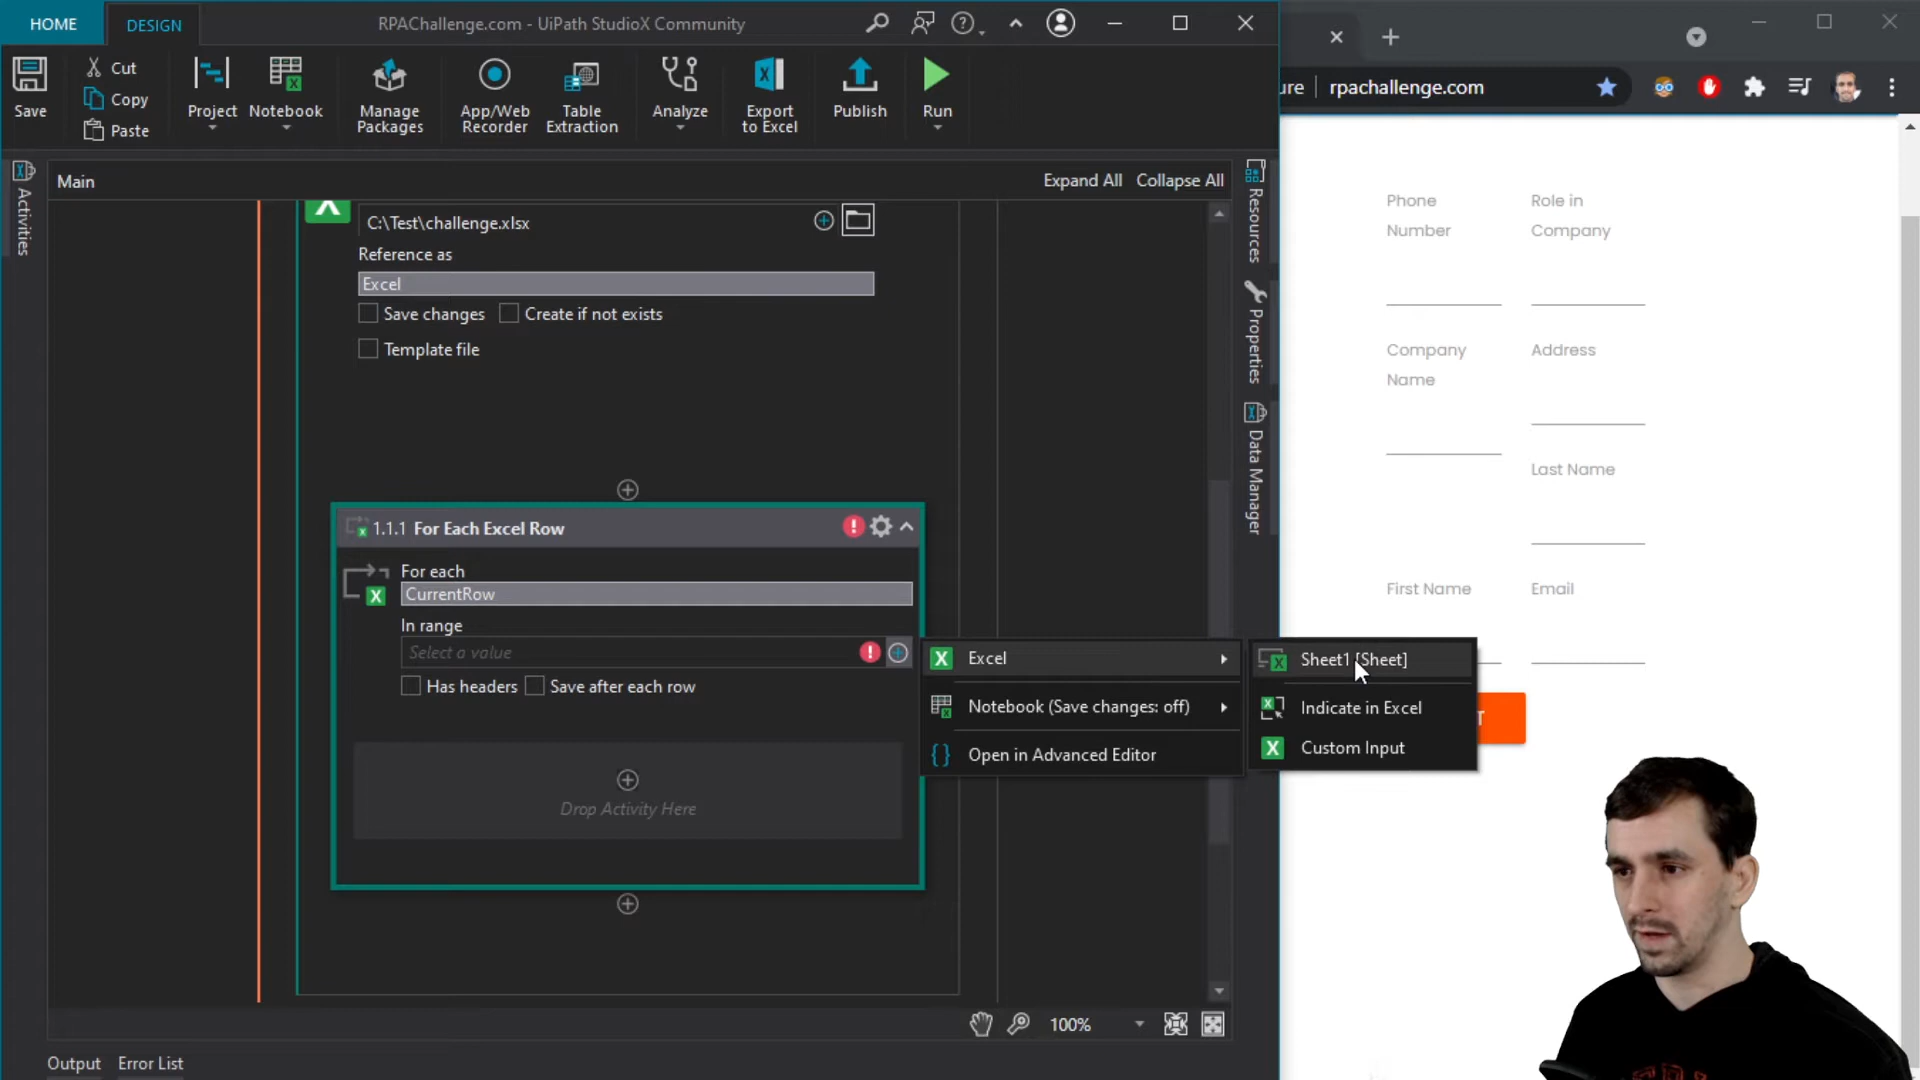 HOME
DESIGN
RPAChallenge.com - UiPath StudioX Community
Save
Cut
Copy
Paste
Project
Notebook
Manage
Packages
App/Web
Recorder
Table
Extraction
Analyze
Export
to Excel
Publish
Run
rpachallenge.com
Activities
Main
Expand All
Collapse All
Resources
Properties
Data Manager
C:\Test\challenge.xlsx
Reference as
Excel
Save changes
Create if not exists
Template file
1.1.1 For Each Excel Row
For each
CurrentRow
In range
Select a value
Has headers
Save after each row
Drop Activity Here
Excel
Notebook (Save changes: off)
Open in Advanced Editor
Sheet1 [Sheet]
Indicate in Excel
Custom Input
100%
Output
Error List
Phone
Number
Role in
Company
Company
Name
Address
Last Name
First Name
Email